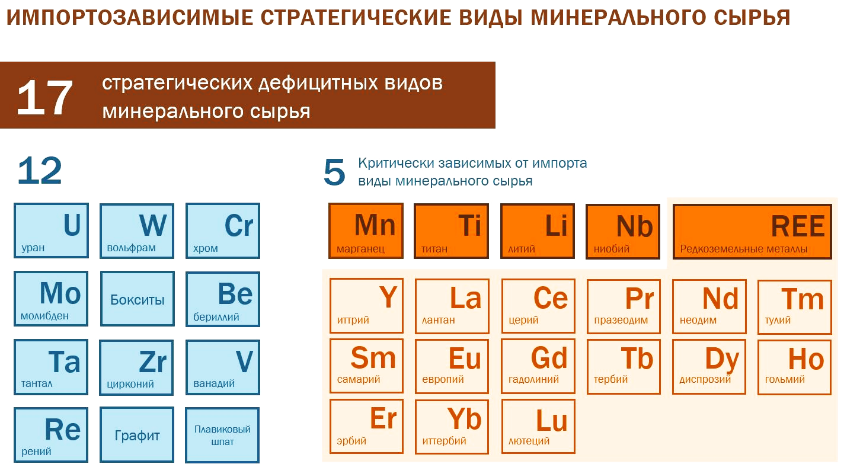 ИМПОРТОЗАВИСИМЫЕ СТРАТЕГИЧЕСКИЕ ВИДЫ МИНЕРАЛЬНОГО СЫРЬЯ
17
стратегических дефицитных видов
минерального сырья
12
U
уран
W
вольфрам
Cr
хром
Mo
молибден
Бокситы
Be
бериллий
Ta
тантал
Zr
цирконий
V
ванадий
Re
рений
Графит
Плавиковый
шпат
5
Критически зависимых от импорта
виды минерального сырья
Mn
марганец
Ti
титан
Li
литий
Nb
ниобий
REE
Редкоземельные металлы
Y
иттрий
La
лантан
Ce
церий
Pr
празеодим
Nd
неодим
Tm
тулий
Sm
самарий
Eu
европий
Gd
гадолиний
Tb
тербий
Dy
диспрозий
Ho
гольмий
Er
эрбий
Yb
иттербий
Lu
лютеций